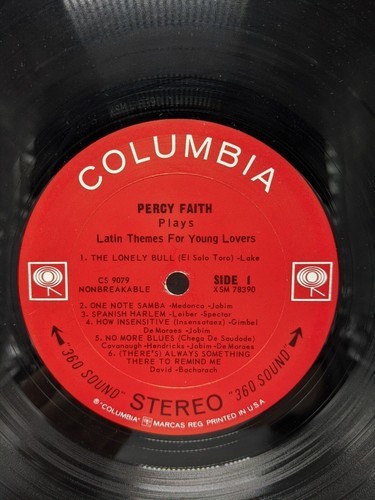 COLUMBIA
PERCY FAITH
Plays
Latin Themes For Young Lovers
1. THE LONELY BULL (El Solo Toro) -Lake
CS 9079
NONBREAKABLE
SIDE 1
XSM 78390
2. ONE NOTE SAMBA -Medonca -Jobim
3. SPANISH HARLEM -Leiber -Spector
4. HOW INSENSITIVE (Insensatez) -Gimbel
DeMoraes -Jobim
5. NO MORE BLUES (Chega De Saudade)
Cavanaugh -Hendricks -Jobim -De Moraes
6. (THERE'S) ALWAYS SOMETHING
THERE TO REMIND ME
David -Bacharach
"360 SOUND" STEREO "360 SOUND"
® "COLUMBIA" MARCAS REG. PRINTED IN U.S.A.